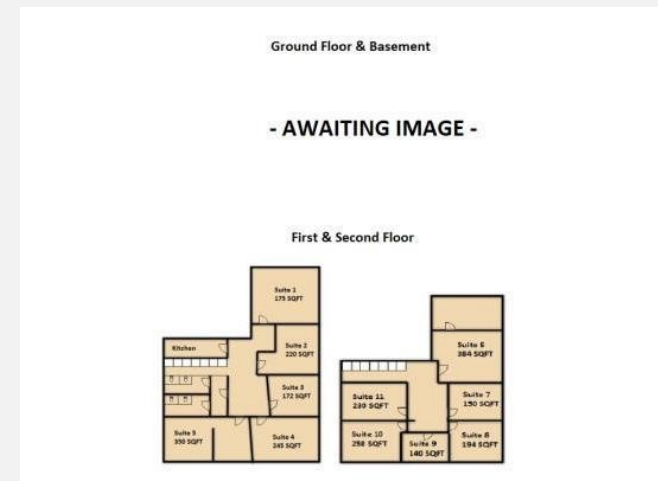 Ground Floor & Basement
- AWAITING IMAGE -
First & Second Floor
Suite 1
175 SQFT
Kitchen
Suite 2
220 SQFT
Suite 3
172 SQFT
Suite 5
350 SQFT
Suite 4
245 SQFT
Suite 6
384 SQFT
Suite 11
230 SQFT
Suite 7
190 SQFT
Suite 10
258 SQFT
Suite 9
140 SQFT
Suite 8
194 SQFT